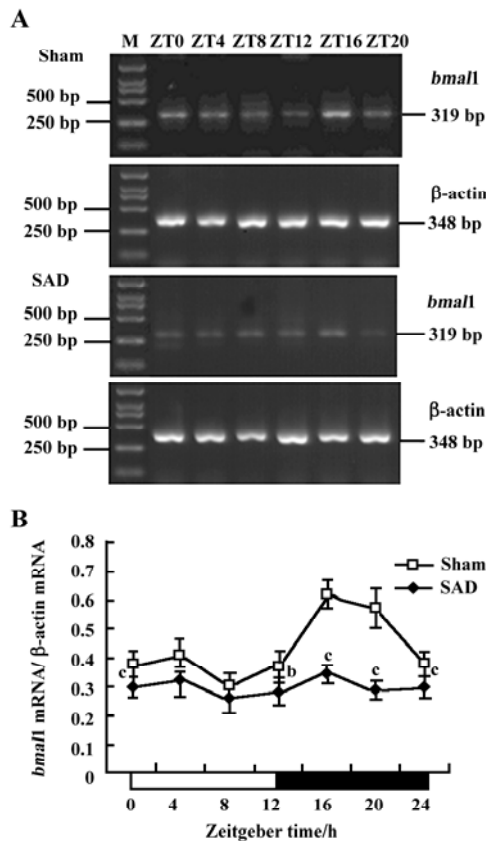 A
M ZT0 ZT4 ZT8 ZT12 ZT16 ZT20
Sham
bmal1
500 bp
319 bp
250 bp
β-actin
500 bp
348 bp
250 bp
SAD
bmal1
500 bp
319 bp
250 bp
β-actin
500 bp
348 bp
250 bp
B
bmal1 mRNA/ β-actin mRNA
0.8
0.7
0.6
0.5
0.4
0.3
0.2
0.1
0
Sham
SAD
c b c c c
0 4 8 12 16 20 24
Zeitgeber time/h